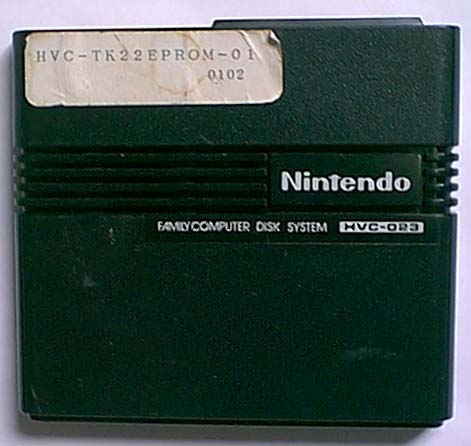 HVC-TK22EPROM-01
0102
Nintendo
FAMILY COMPUTER DISK SYSTEM HVC-023